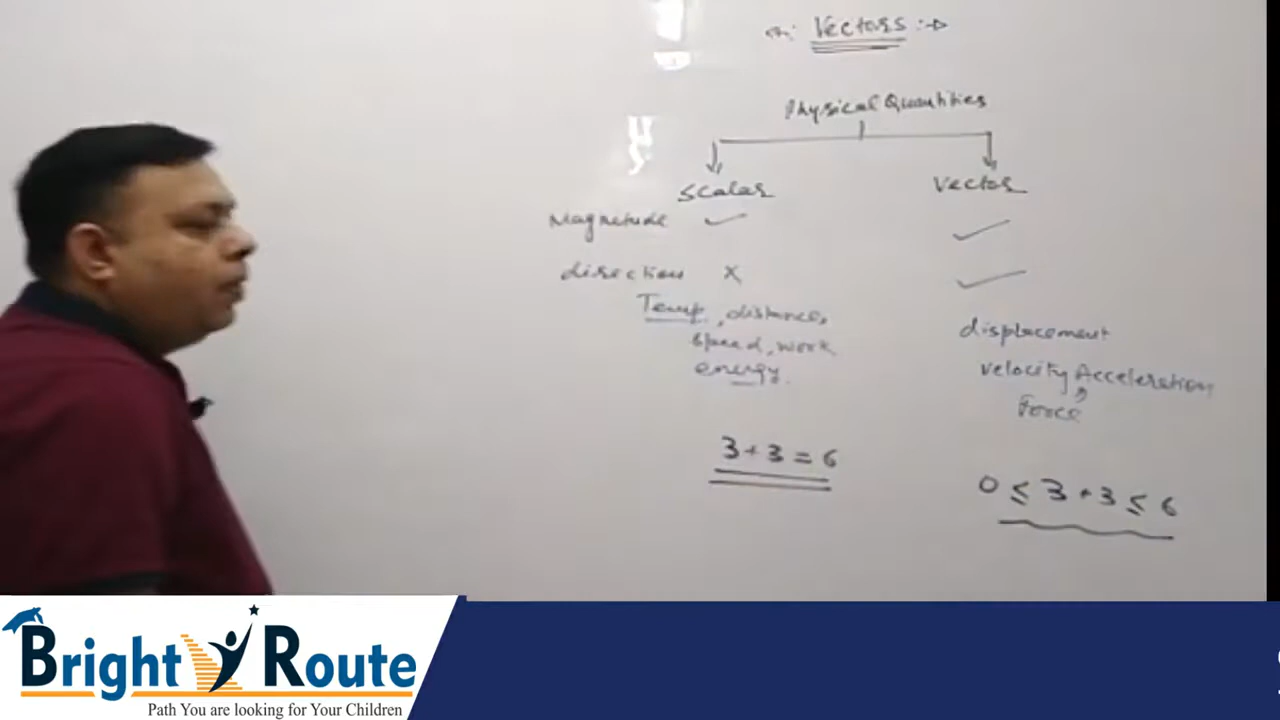 Vectors
Physical Quantities
Scalar Vector
Magnetude
direction X
Temp, distance,
speed, work
energy.
displacement
velocity, Acceleration
Force
3+3=6
0 ≤ 3+3 ≤ 6
Bright Route
Path You are looking for Your Children